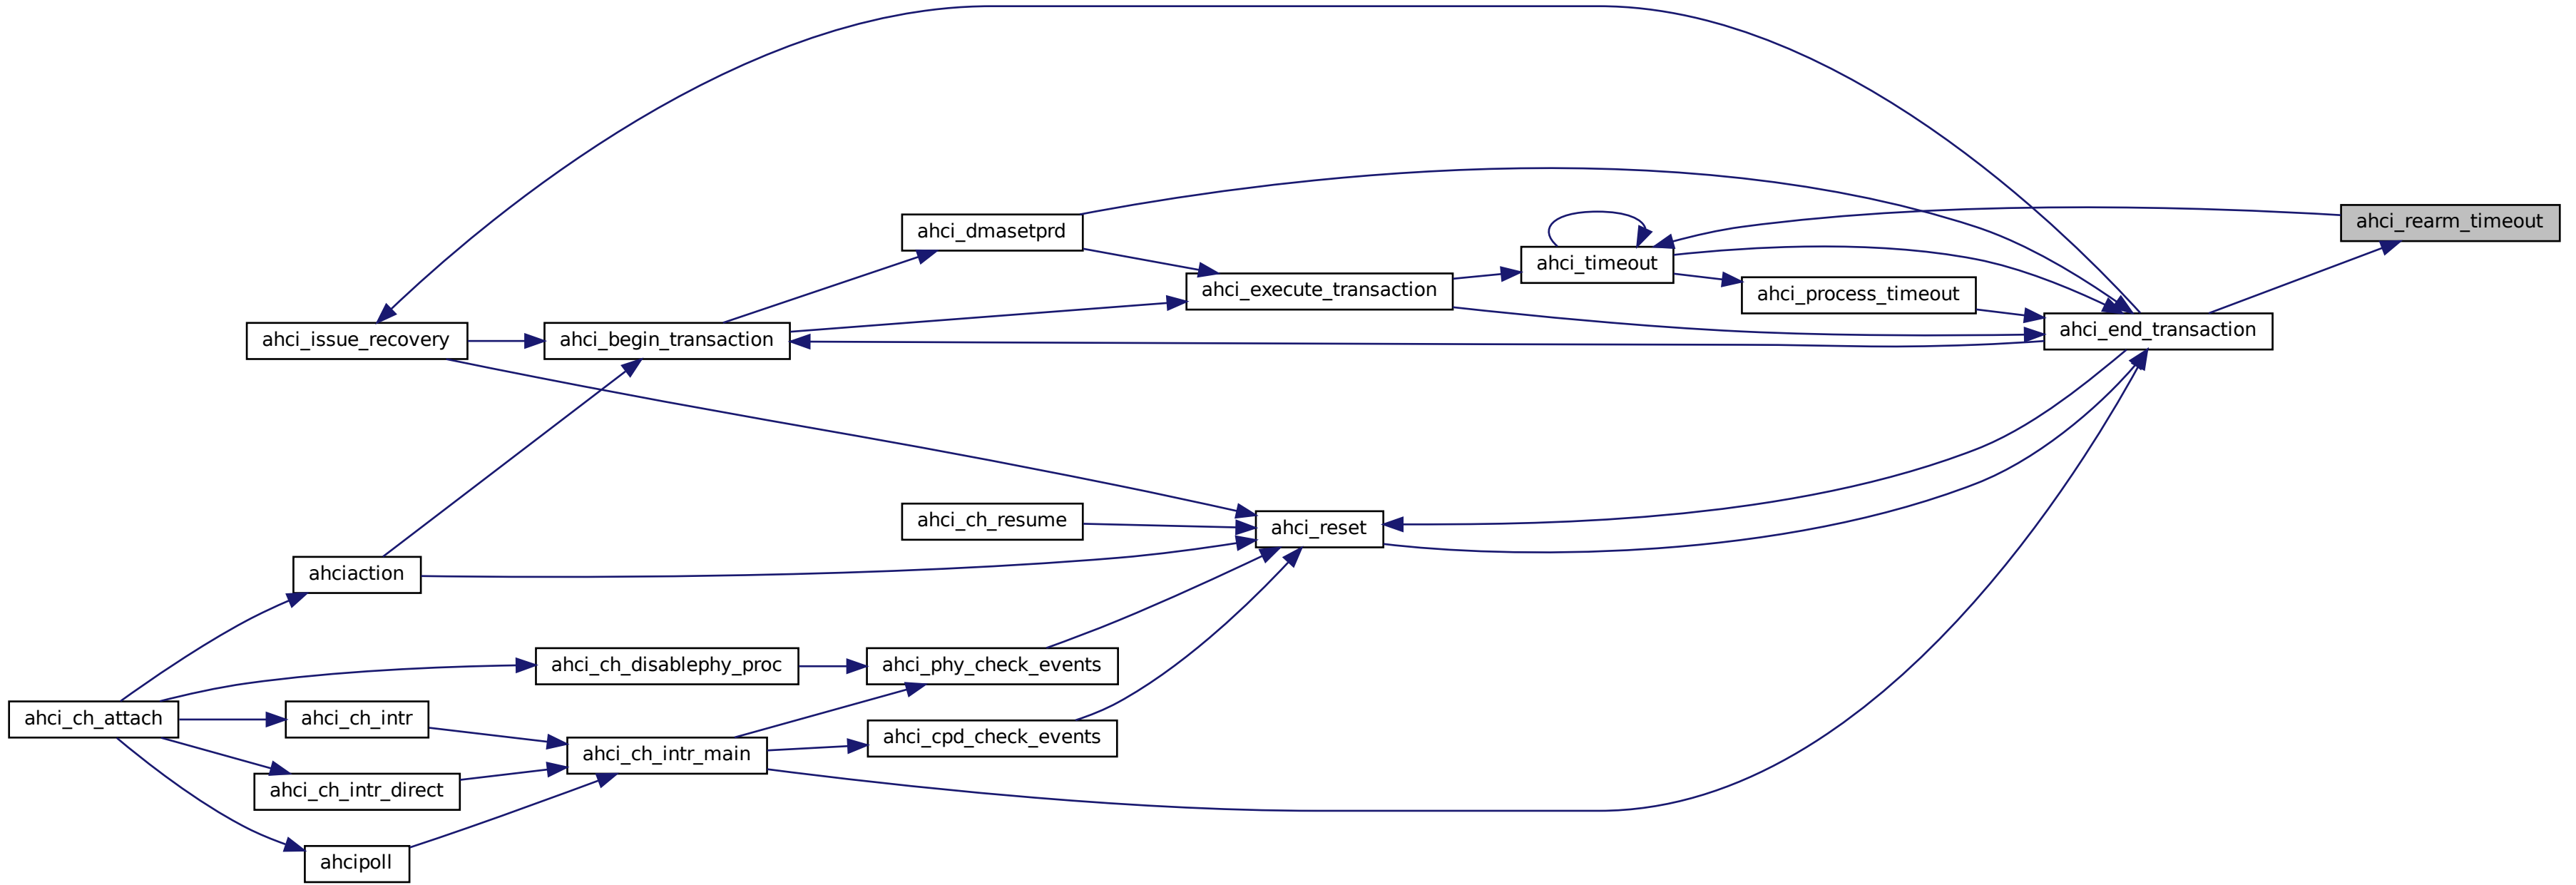 ahci_rearm_timeout
ahci_dmasetprd
ahci_timeout
ahci_execute_transaction
ahci_process_timeout
ahci_end_transaction
ahci_issue_recovery
ahci_begin_transaction
ahci_ch_resume
ahci_reset
ahciaction
ahci_ch_disablephy_proc
ahci_phy_check_events
ahci_ch_attach
ahci_ch_intr
ahci_cpd_check_events
ahci_ch_intr_main
ahci_ch_intr_direct
ahcipoll